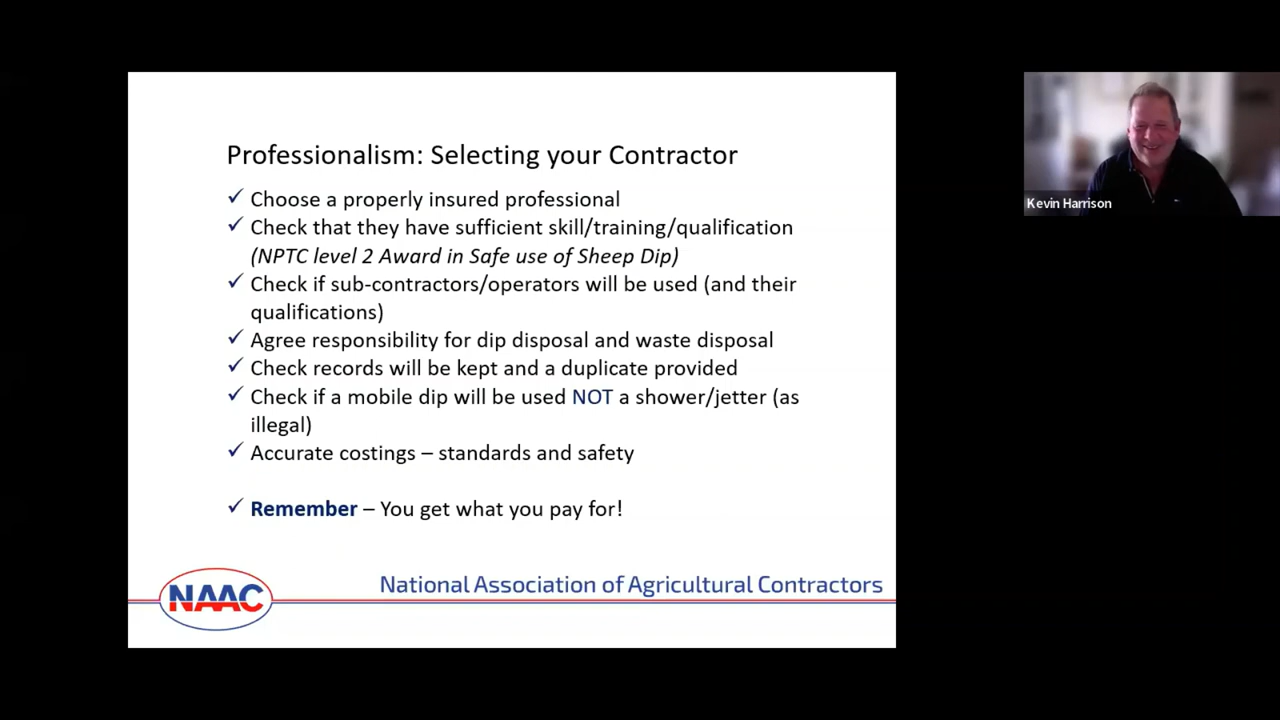 Professionalism: Selecting your Contractor
✓ Choose a properly insured professional
✓ Check that they have sufficient skill/training/qualification
(NPTC level 2 Award in Safe use of Sheep Dip)
✓ Check if sub-contractors/operators will be used (and their
qualifications)
✓ Agree responsibility for dip disposal and waste disposal
✓ Check records will be kept and a duplicate provided
✓ Check if a mobile dip will be used NOT a shower/jetter (as
illegal)
✓ Accurate costings – standards and safety
✓ Remember – You get what you pay for!
NAAC
National Association of Agricultural Contractors
Kevin Harrison